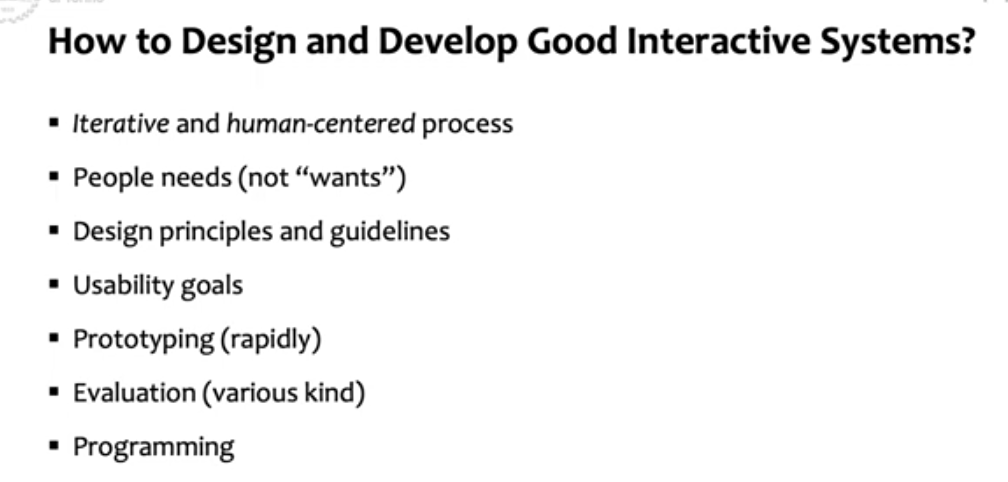 How to Design and Develop Good Interactive Systems?
▪ Iterative and human-centered process
▪ People needs (not “wants”)
▪ Design principles and guidelines
▪ Usability goals
▪ Prototyping (rapidly)
▪ Evaluation (various kind)
▪ Programming